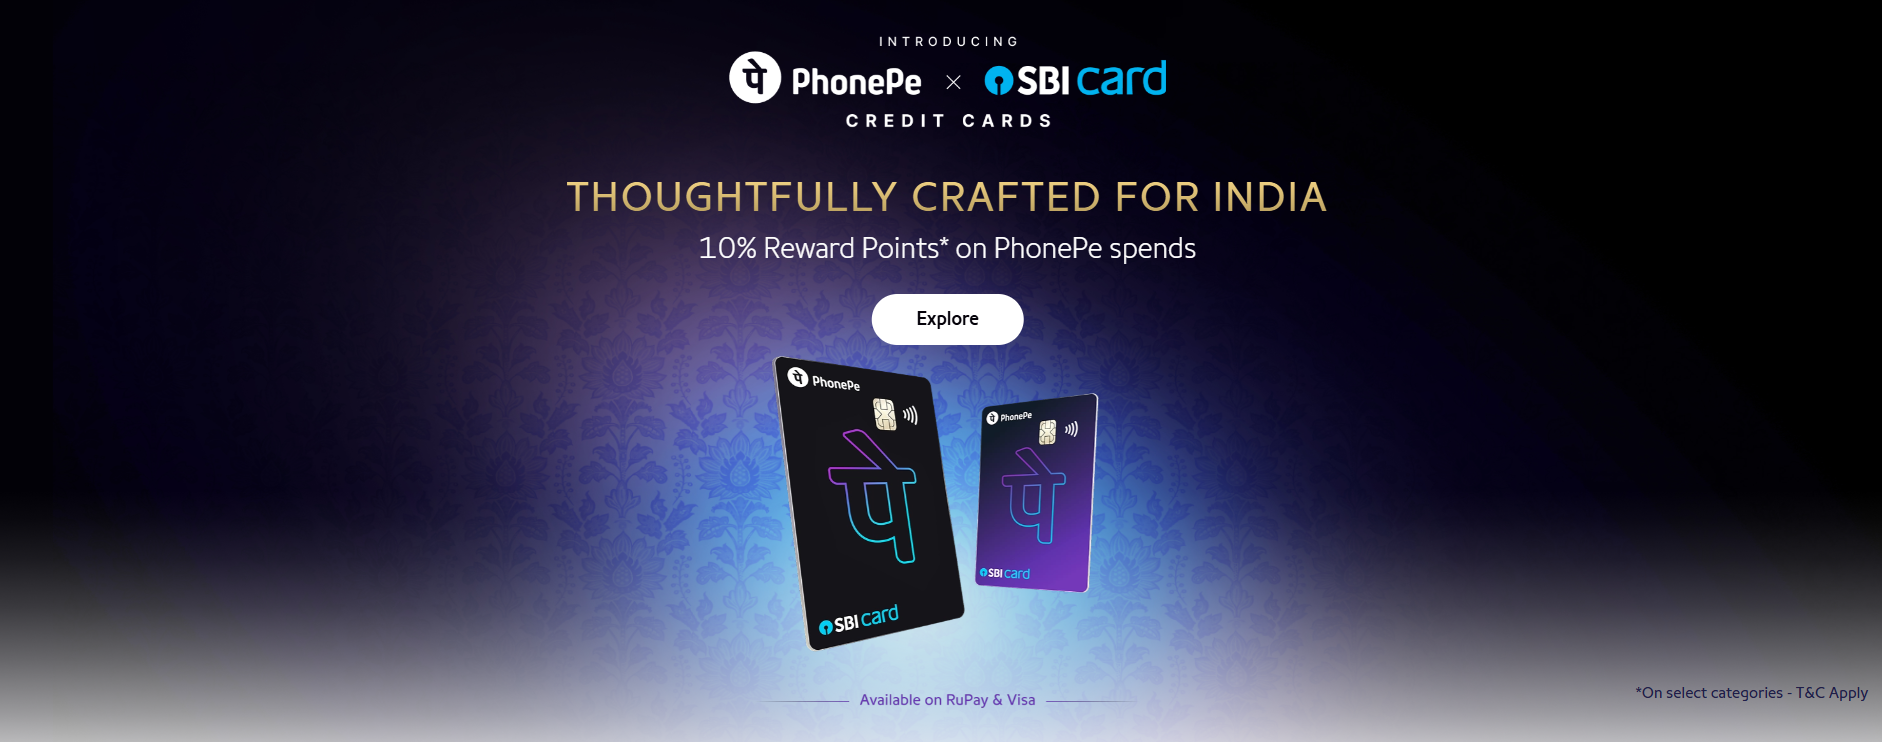 INTRODUCING
पे PhonePe × SBI card
CREDIT CARDS
THOUGHTFULLY CRAFTED FOR INDIA
10% Reward Points* on PhonePe spends
Explore
पे PhonePe
पे
SBI card
पे PhonePe
पे
SBI card
Available on RuPay & Visa
*On select categories - T&C Apply